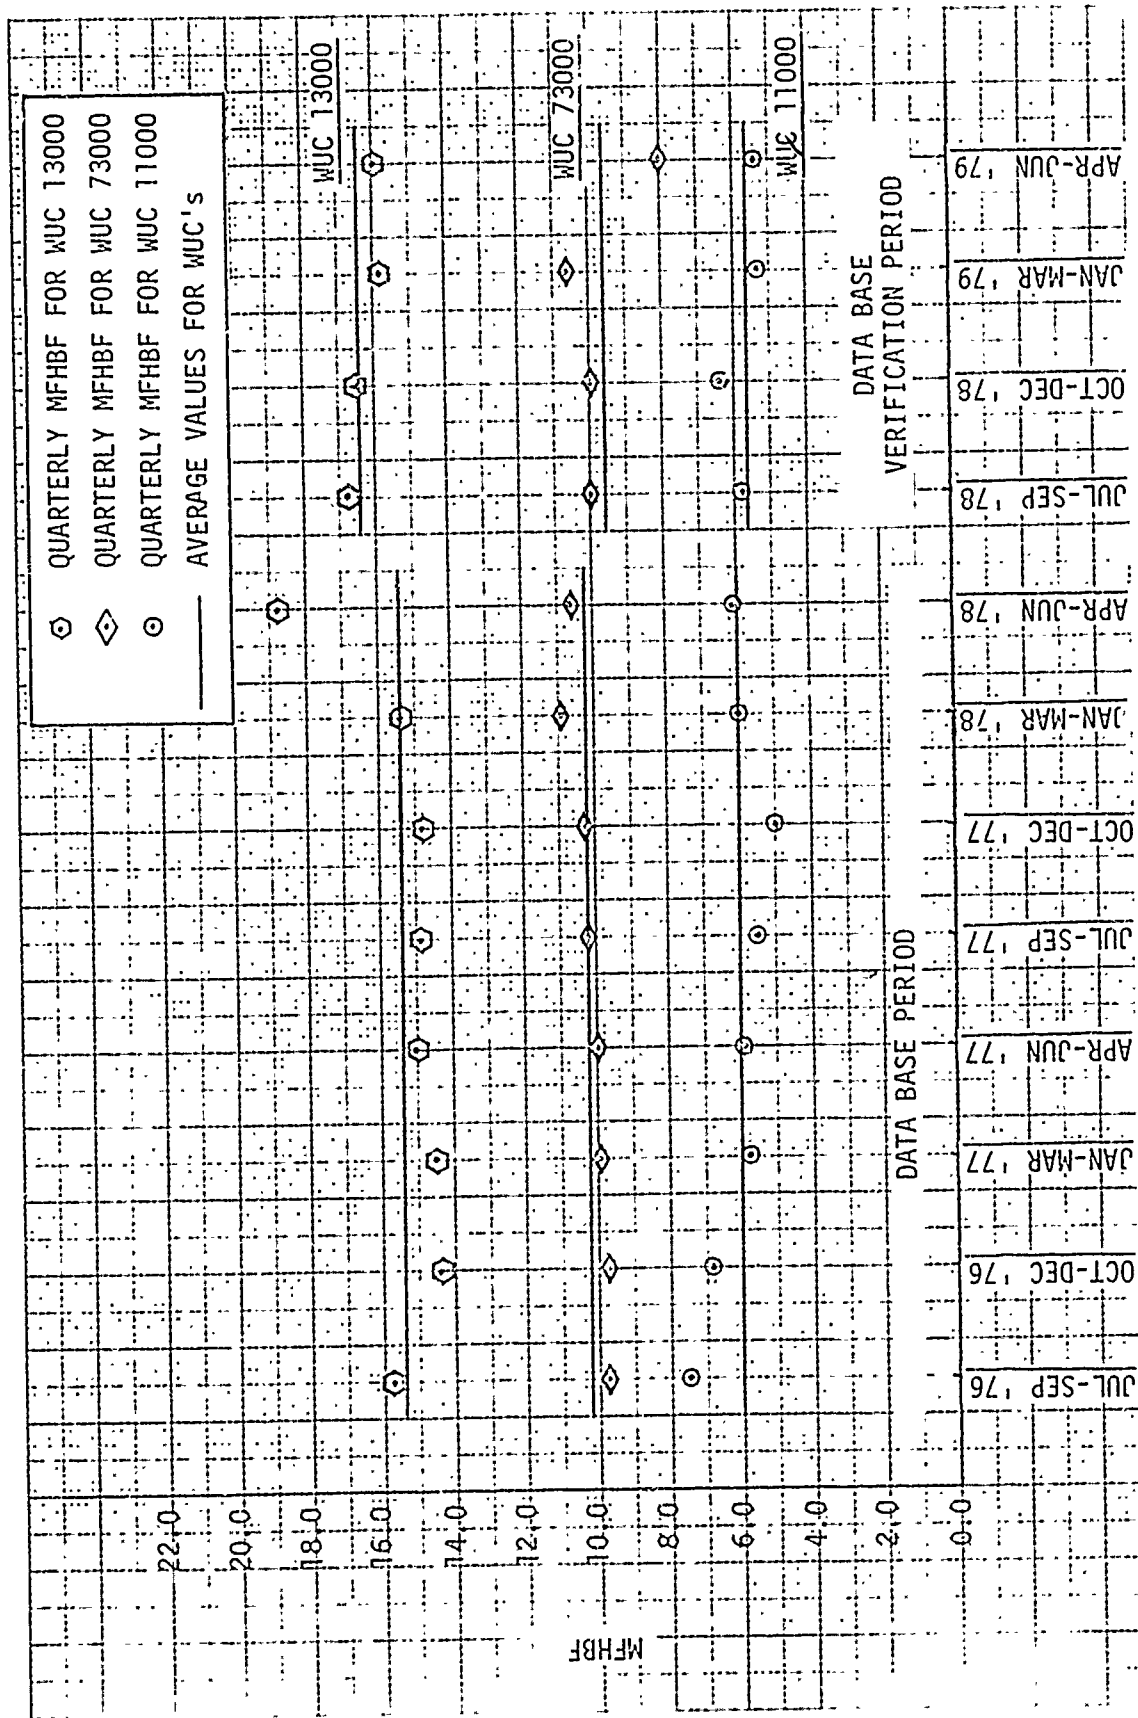 QUARTERLY MFHBF FOR WUC 13000
QUARTERLY MFHBF FOR WUC 73000
QUARTERLY MFHBF FOR WUC 11000
AVERAGE VALUES FOR WUC's
WUC 13000
WUC 73000
WUC 11000
MFHBF
22.0
20.0
18.0
16.0
14.0
12.0
10.0
8.0
6.0
4.0
2.0
0.0
DATA BASE PERIOD
DATA BASE
VERIFICATION PERIOD
JUL-SEP '76
OCT-DEC '76
JAN-MAR '77
APR-JUN '77
JUL-SEP '77
OCT-DEC '77
JAN-MAR '78
APR-JUN '78
JUL-SEP '78
OCT-DEC '78
JAN-MAR '79
APR-JUN '79